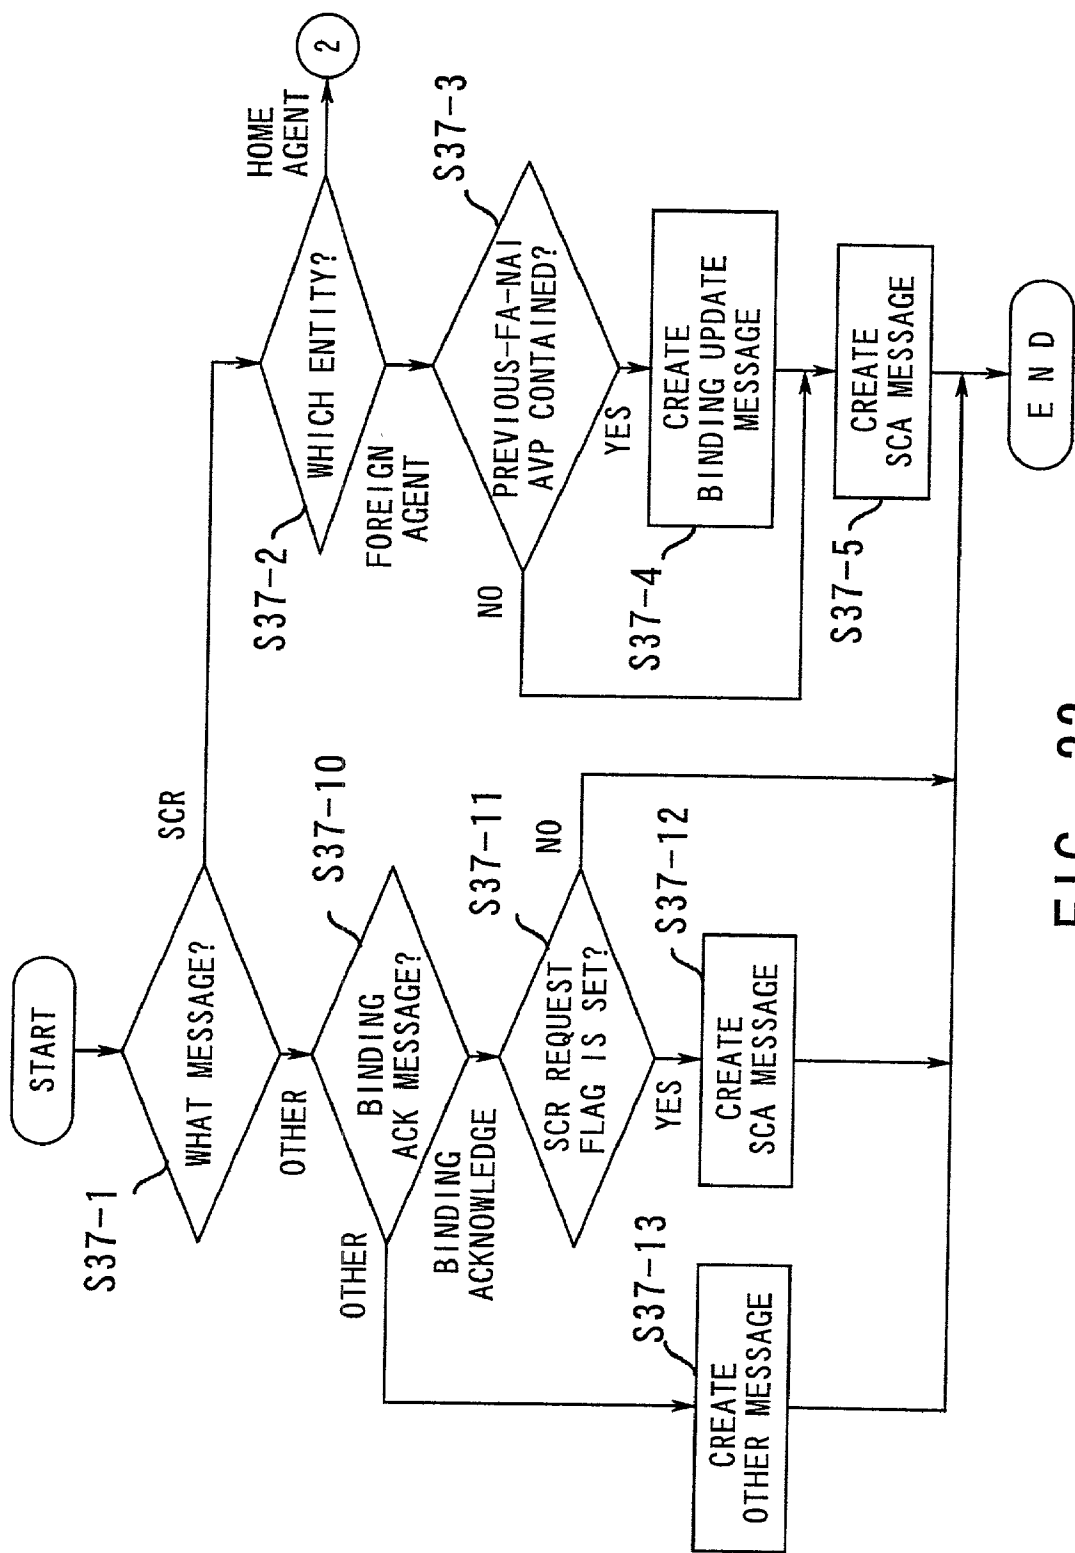 START
S37-1
WHAT MESSAGE?
SCR
OTHER
S37-2
WHICH ENTITY?
HOME
AGENT
2
FOREIGN
AGENT
S37-3
PREVIOUS-FA-NAI
AVP CONTAINED?
NO
YES
S37-4
CREATE
BINDING UPDATE
MESSAGE
S37-5
CREATE
SCA MESSAGE
S37-10
BINDING
ACK MESSAGE?
OTHER
BINDING
ACKNOWLEDGE
S37-11
SCR REQUEST
FLAG IS SET?
NO
YES
S37-12
CREATE
SCA MESSAGE
S37-13
CREATE
OTHER MESSAGE
END